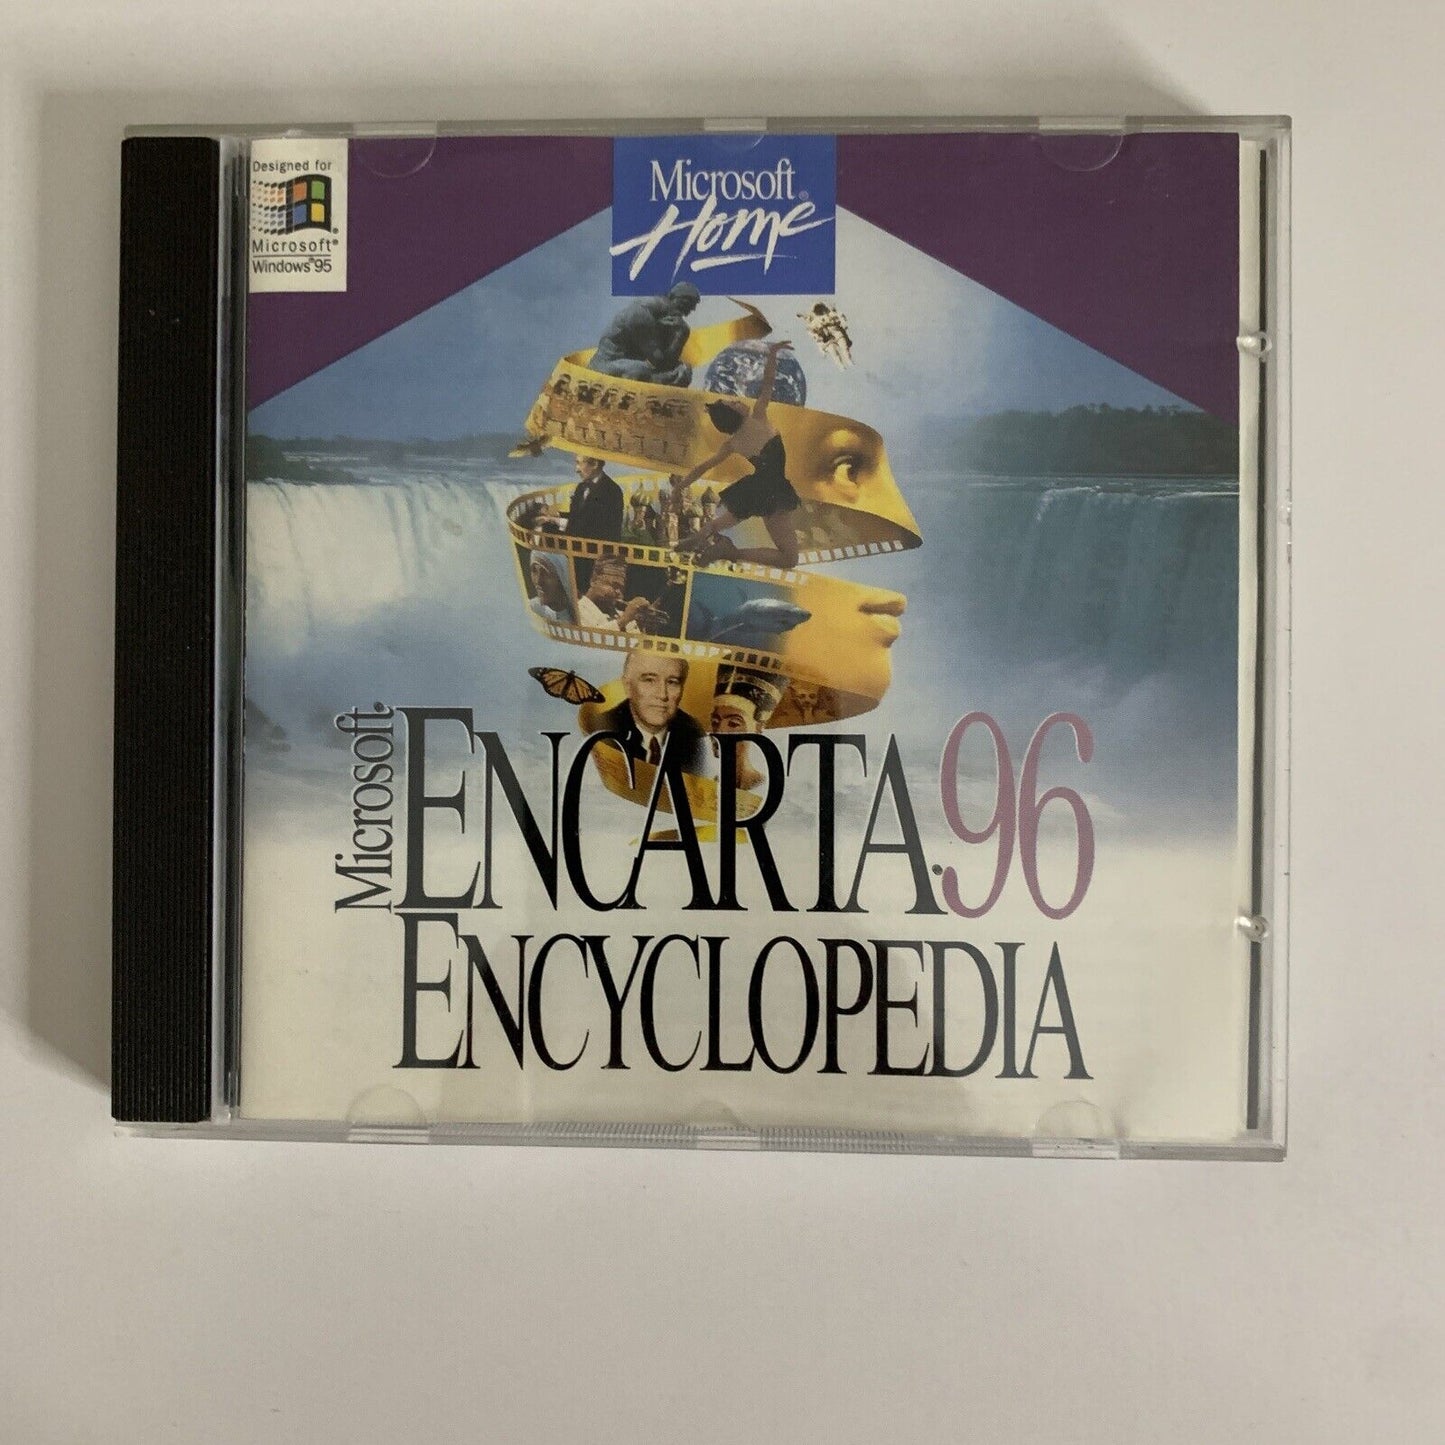 Designed for
Microsoft®
Windows®95
Microsoft®
Home
Microsoft®
ENCARTA®96
ENCYCLOPEDIA